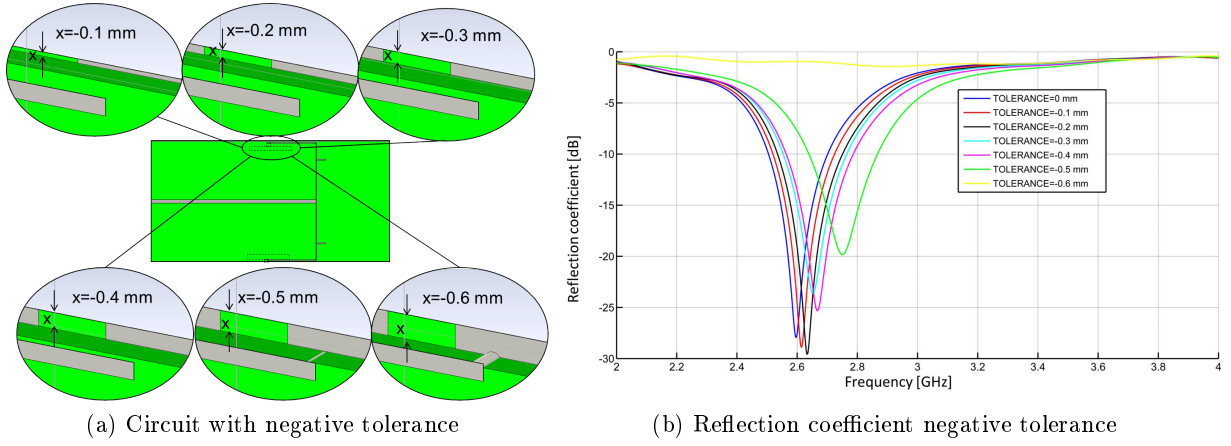 x=-0.1 mm
x=-0.2 mm
x=-0.3 mm
x
x
x
x=-0.4 mm
x=-0.5 mm
x=-0.6 mm
x
x
x
(a) Circuit with negative tolerance
Reflection coefficient [dB]
0
-5
-10
-15
-20
-25
-30
TOLERANCE=0 mm
TOLERANCE=-0.1 mm
TOLERANCE=-0.2 mm
TOLERANCE=-0.3 mm
TOLERANCE=-0.4 mm
TOLERANCE=-0.5 mm
TOLERANCE=-0.6 mm
2 2.2 2.4 2.6 2.8 3 3.2 3.4 3.6 3.8 4
Frequency [GHz]
(b) Reflection coefficient negative tolerance